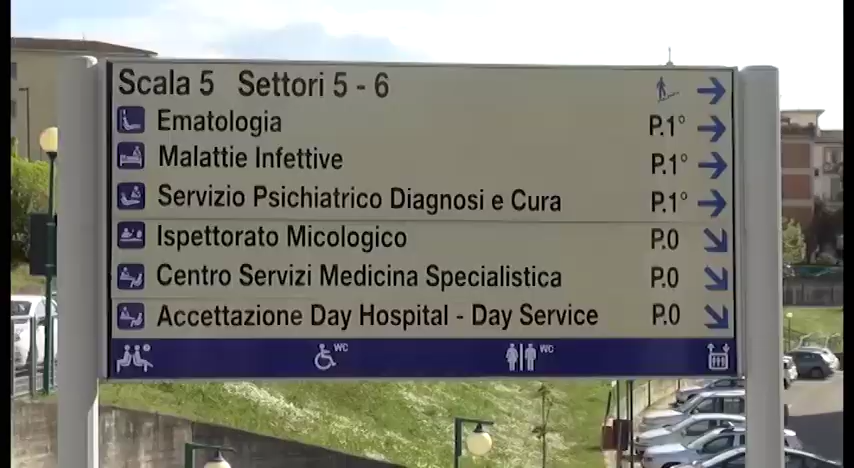 Scala 5 Settori 5 - 6
Ematologia P.1°
Malattie Infettive P.1°
Servizio Psichiatrico Diagnosi e Cura P.1°
Ispettorato Micologico P.0
Centro Servizi Medicina Specialistica P.0
Accettazione Day Hospital - Day Service P.0
WC WC